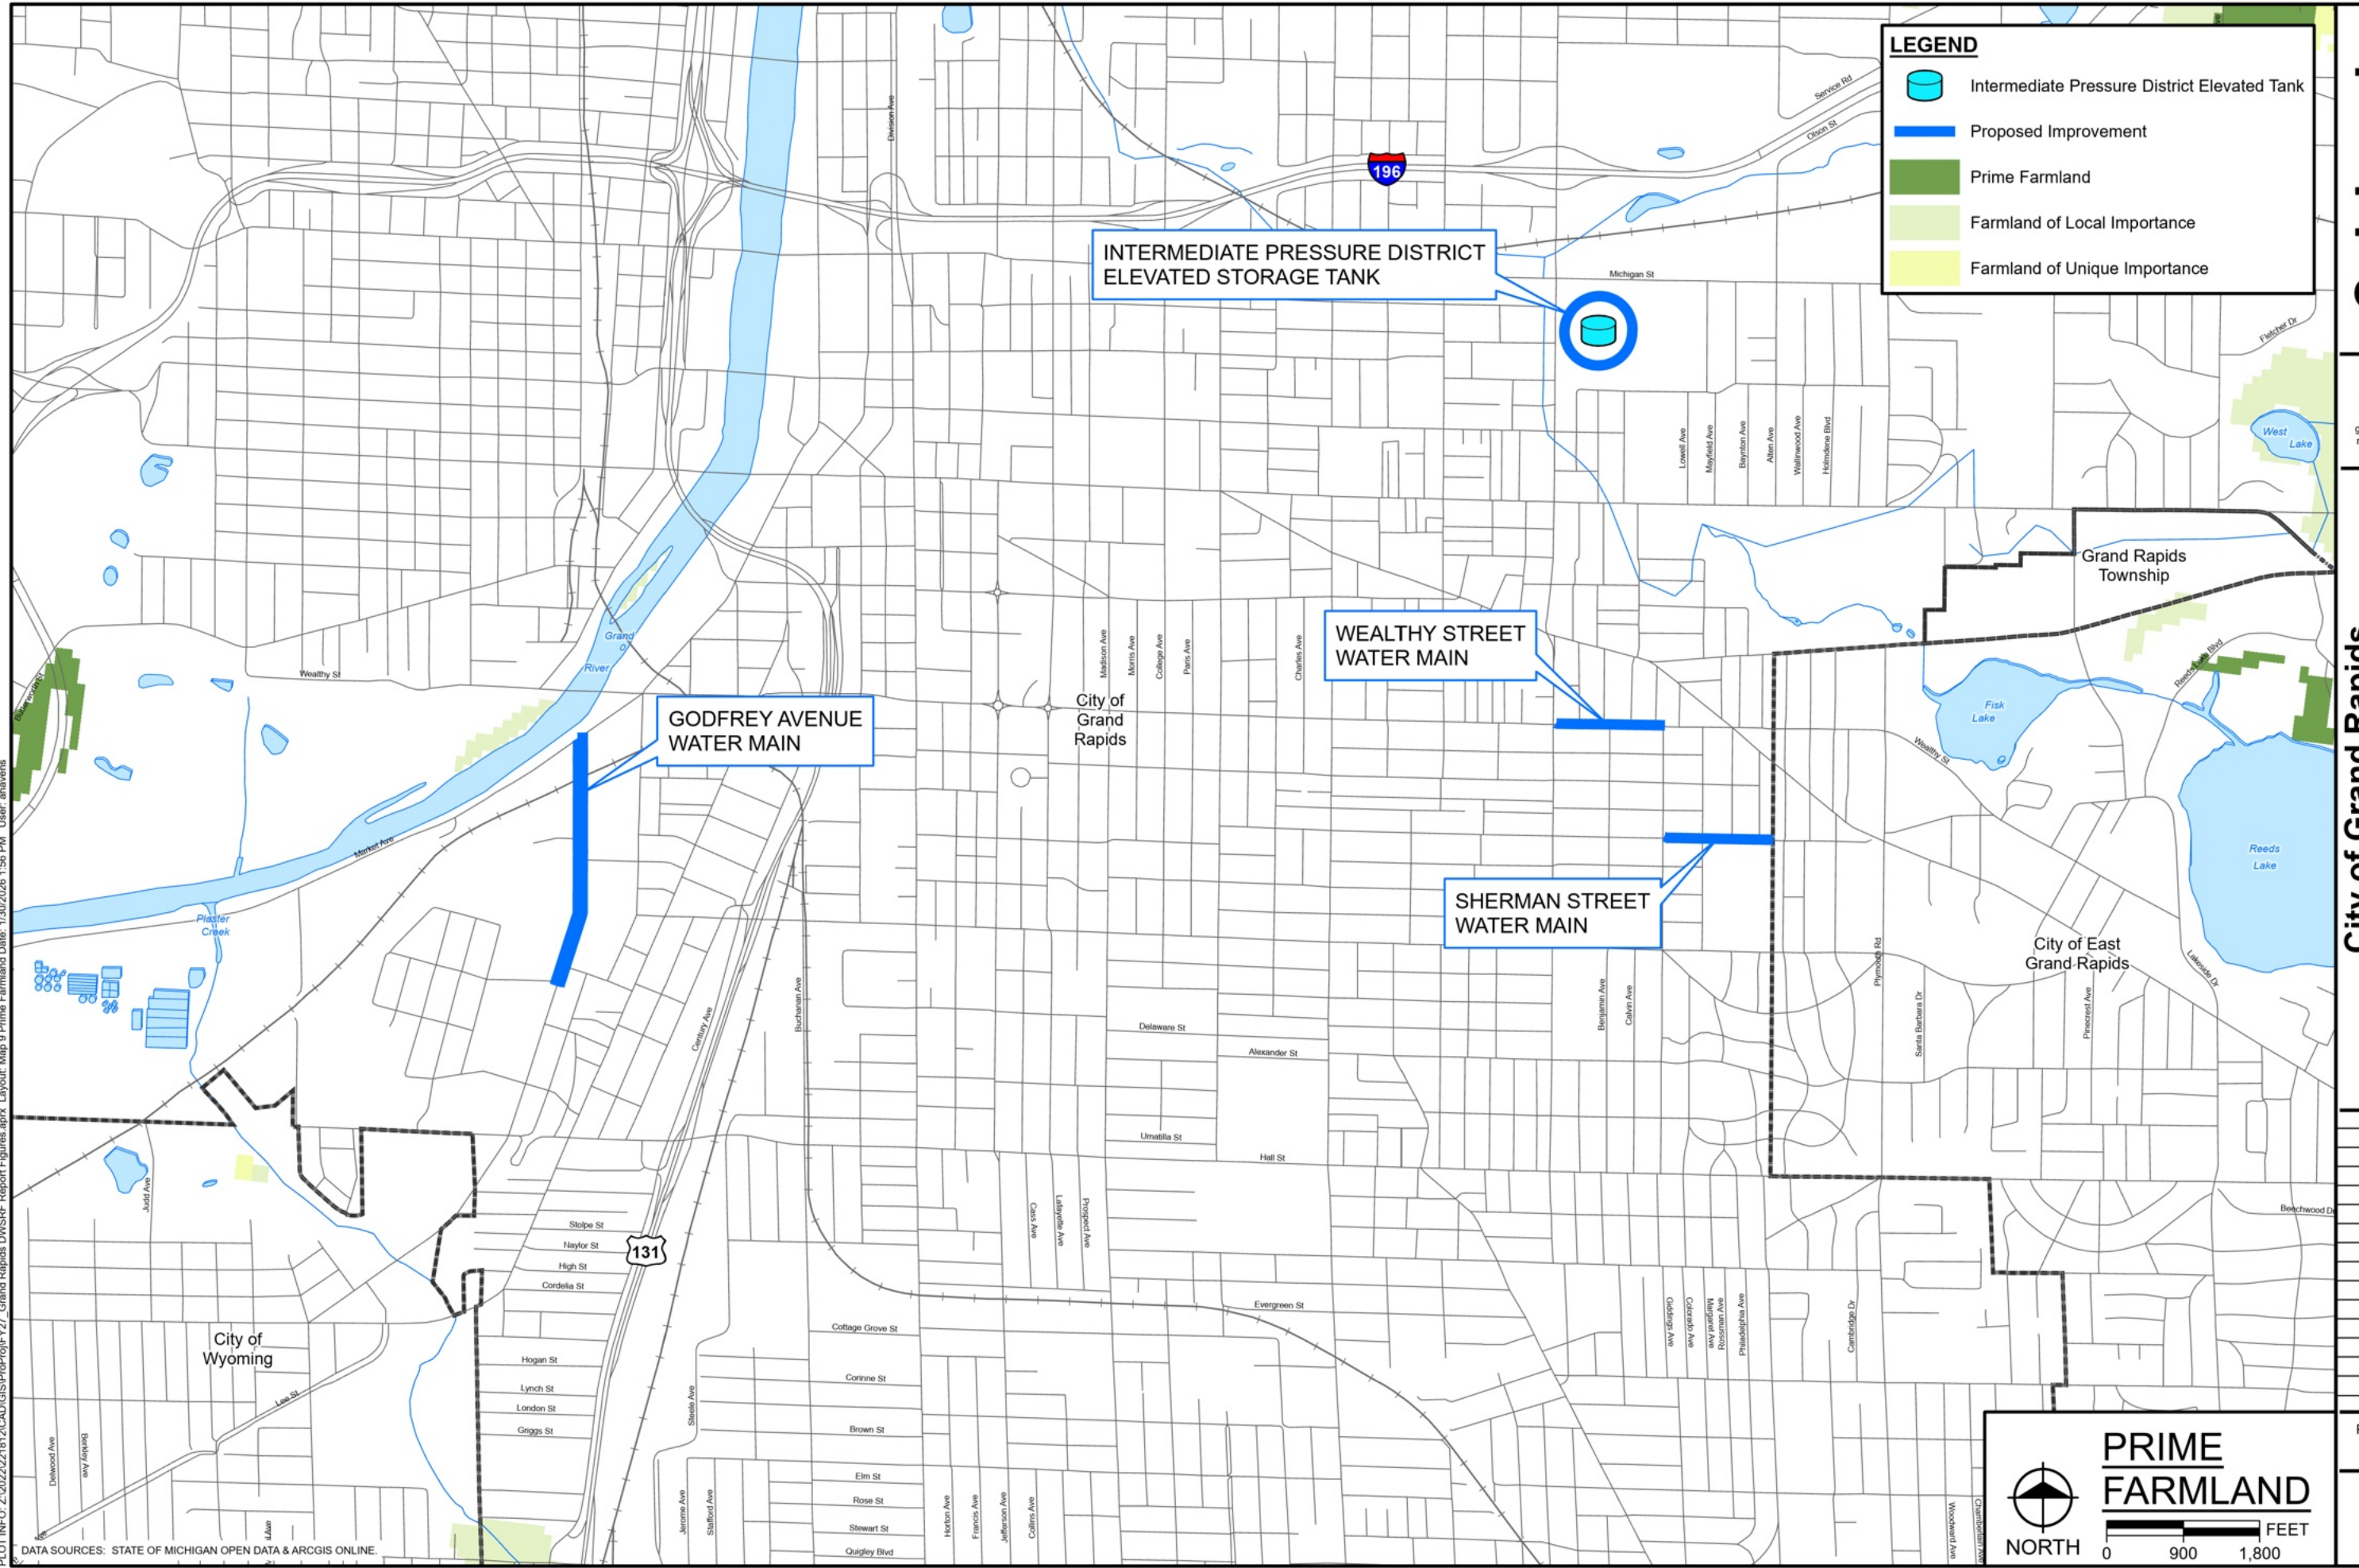 LEGEND
Intermediate Pressure District Elevated Tank
Proposed Improvement
Prime Farmland
Farmland of Local Importance
Farmland of Unique Importance
Service Rd
Olson St
Division Ave
196
INTERMEDIATE PRESSURE DISTRICT
ELEVATED STORAGE TANK
Michigan St
Fletcher Dr
West
Lake
Lowell Ave
Mayfield Ave
Baynton Ave
Alten Ave
Wallinwood Ave
Holmdene Blvd
Grand Rapids
Township
Grand
River
Wealthy St
Butterworth St
WEALTHY STREET
WATER MAIN
Madison Ave
Morris Ave
College Ave
Paris Ave
Charles Ave
City of
Grand
Rapids
GODFREY AVENUE
WATER MAIN
Reeds Lake Blvd
Fisk
Lake
Wealthy St
Market Ave
Reeds
Lake
SHERMAN STREET
WATER MAIN
Plaster
Creek
City of East
Grand Rapids
Plymouth Rd
Lakeside Dr
Santa Barbara Dr
Pinecrest Ave
Benjamin Ave
Calvin Ave
Buchanan Ave
Century Ave
Delaware St
Alexander St
Umatilla St
Hall St
Judd Ave
Cass Ave
Lafayette Ave
Prospect Ave
Beechwood D
Stolpe St
Naylor St
High St
Cordelia St
131
Evergreen St
Giddings Ave
Colorado Ave
Margaret Ave
Rossman Ave
Philadelphia Ave
Cambridge Dr
City of
Wyoming
Cottage Grove St
Hogan St
Lynch St
London St
Griggs St
Lee St
Corinne St
Steele Ave
Brown St
Delwood Ave
Berkley Ave
Elm St
Rose St
Stewart St
Quigley Blvd
Jerome Ave
Stafford Ave
Horton Ave
Francis Ave
Jefferson Ave
Collins Ave
Woodward Ave
Chamberlain Ave
DATA SOURCES: STATE OF MICHIGAN OPEN DATA & ARCGIS ONLINE.
PRIME
FARMLAND
NORTH
FEET
0 900 1,800
City of Grand Rapids